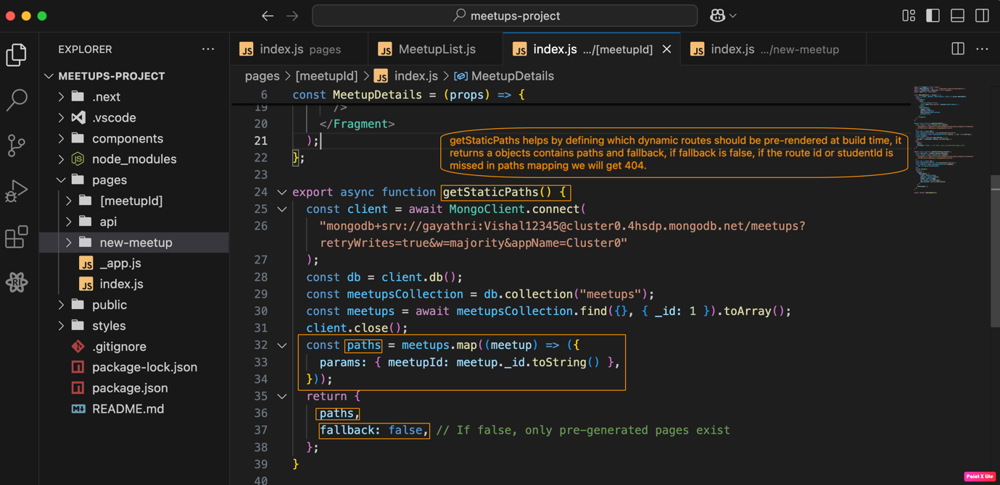 meetups-project
EXPLORER
MEETUPS-PROJECT
.next
.vscode
components
node_modules
pages
[meetupId]
api
new-meetup
_app.js
index.js
public
styles
.gitignore
package-lock.json
package.json
README.md
JS index.js pages
JS MeetupList.js
JS index.js .../[meetupId]
JS index.js .../new-meetup
pages > [meetupId] > JS index.js > MeetupDetails
6 const MeetupDetails = (props) => {
19 />
20 </Fragment>
21 );
22 };
getStaticPaths helps by defining which dynamic routes should be pre-rendered at build time, it
returns a objects contains paths and fallback, if fallback is false, if the route id or studentId is
missed in paths mapping we will get 404.
23
24 export async function getStaticPaths() {
25 const client = await MongoClient.connect(
26 "mongodb+srv://gayathri:Vishal12345@cluster0.4hsdp.mongodb.net/meetups?
retryWrites=true&w=majority&appName=Cluster0"
27 );
28 const db = client.db();
29 const meetupsCollection = db.collection("meetups");
30 const meetups = await meetupsCollection.find({}, { _id: 1 }).toArray();
31 client.close();
32 const paths = meetups.map((meetup) => ({
33 params: { meetupId: meetup._id.toString() },
34 }));
35 return {
36 paths,
37 fallback: false, // If false, only pre-generated pages exist
38 };
39 }
40
Paint X lite